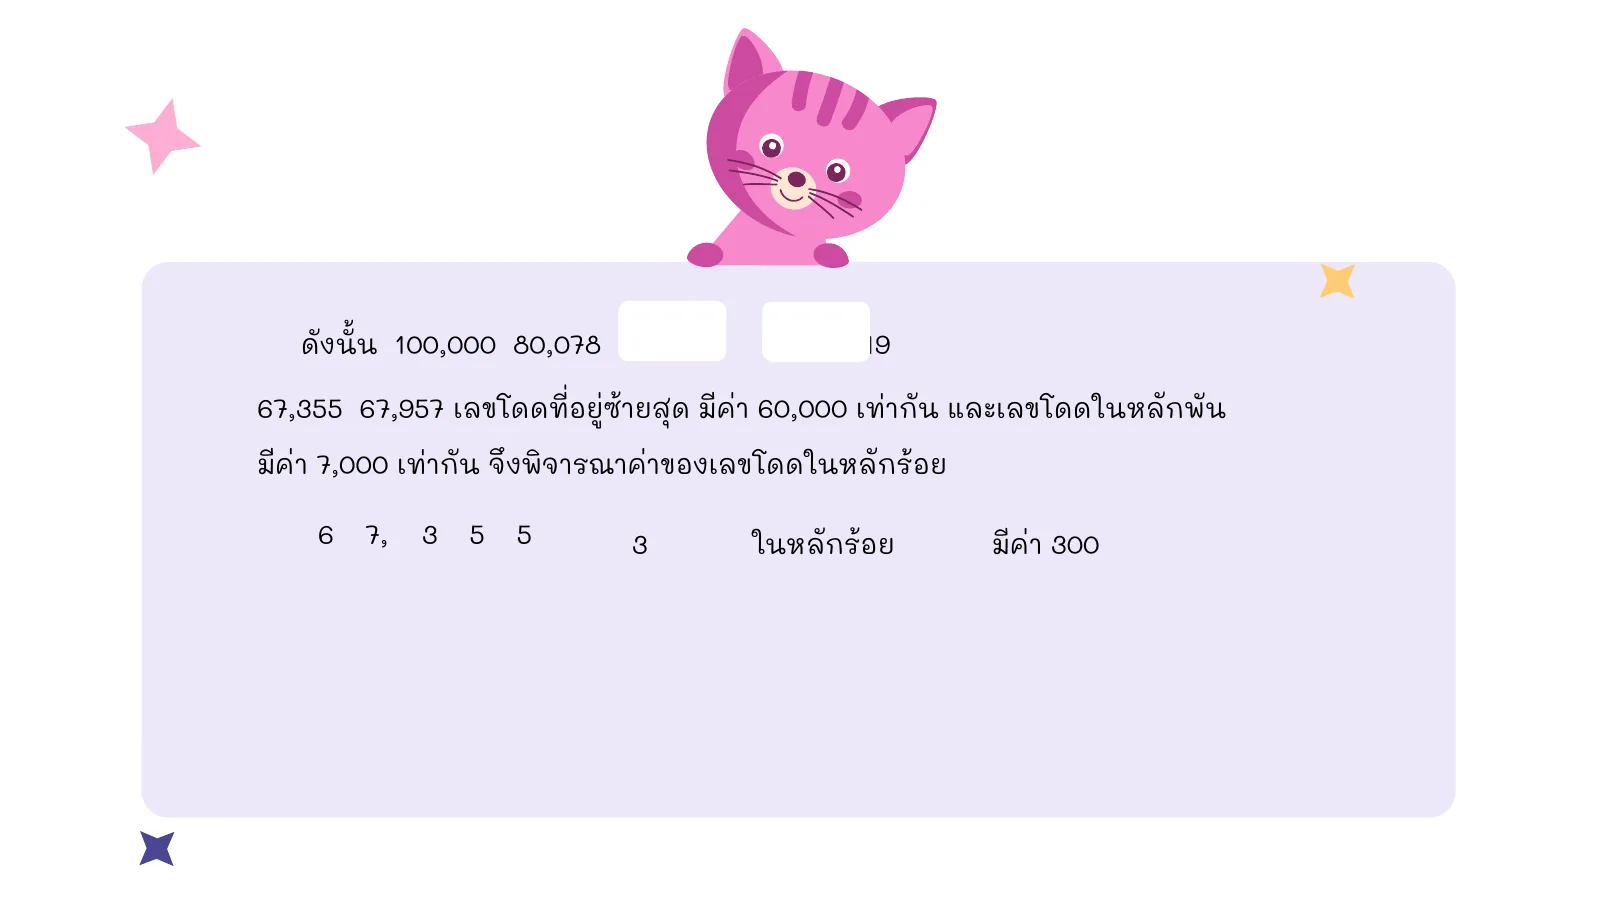 ดังนั้น 100,000 80,078 19
67,355 67,957 เลขโดดที่อยู่ซ้ายสุด มีค่า 60,000 เท่ากัน และเลขโดดในหลักพัน
มีค่า 7,000 เท่ากัน จึงพิจารณาค่าของเลขโดดในหลักร้อย
6 7, 3 5 5 3 ในหลักร้อย มีค่า 300